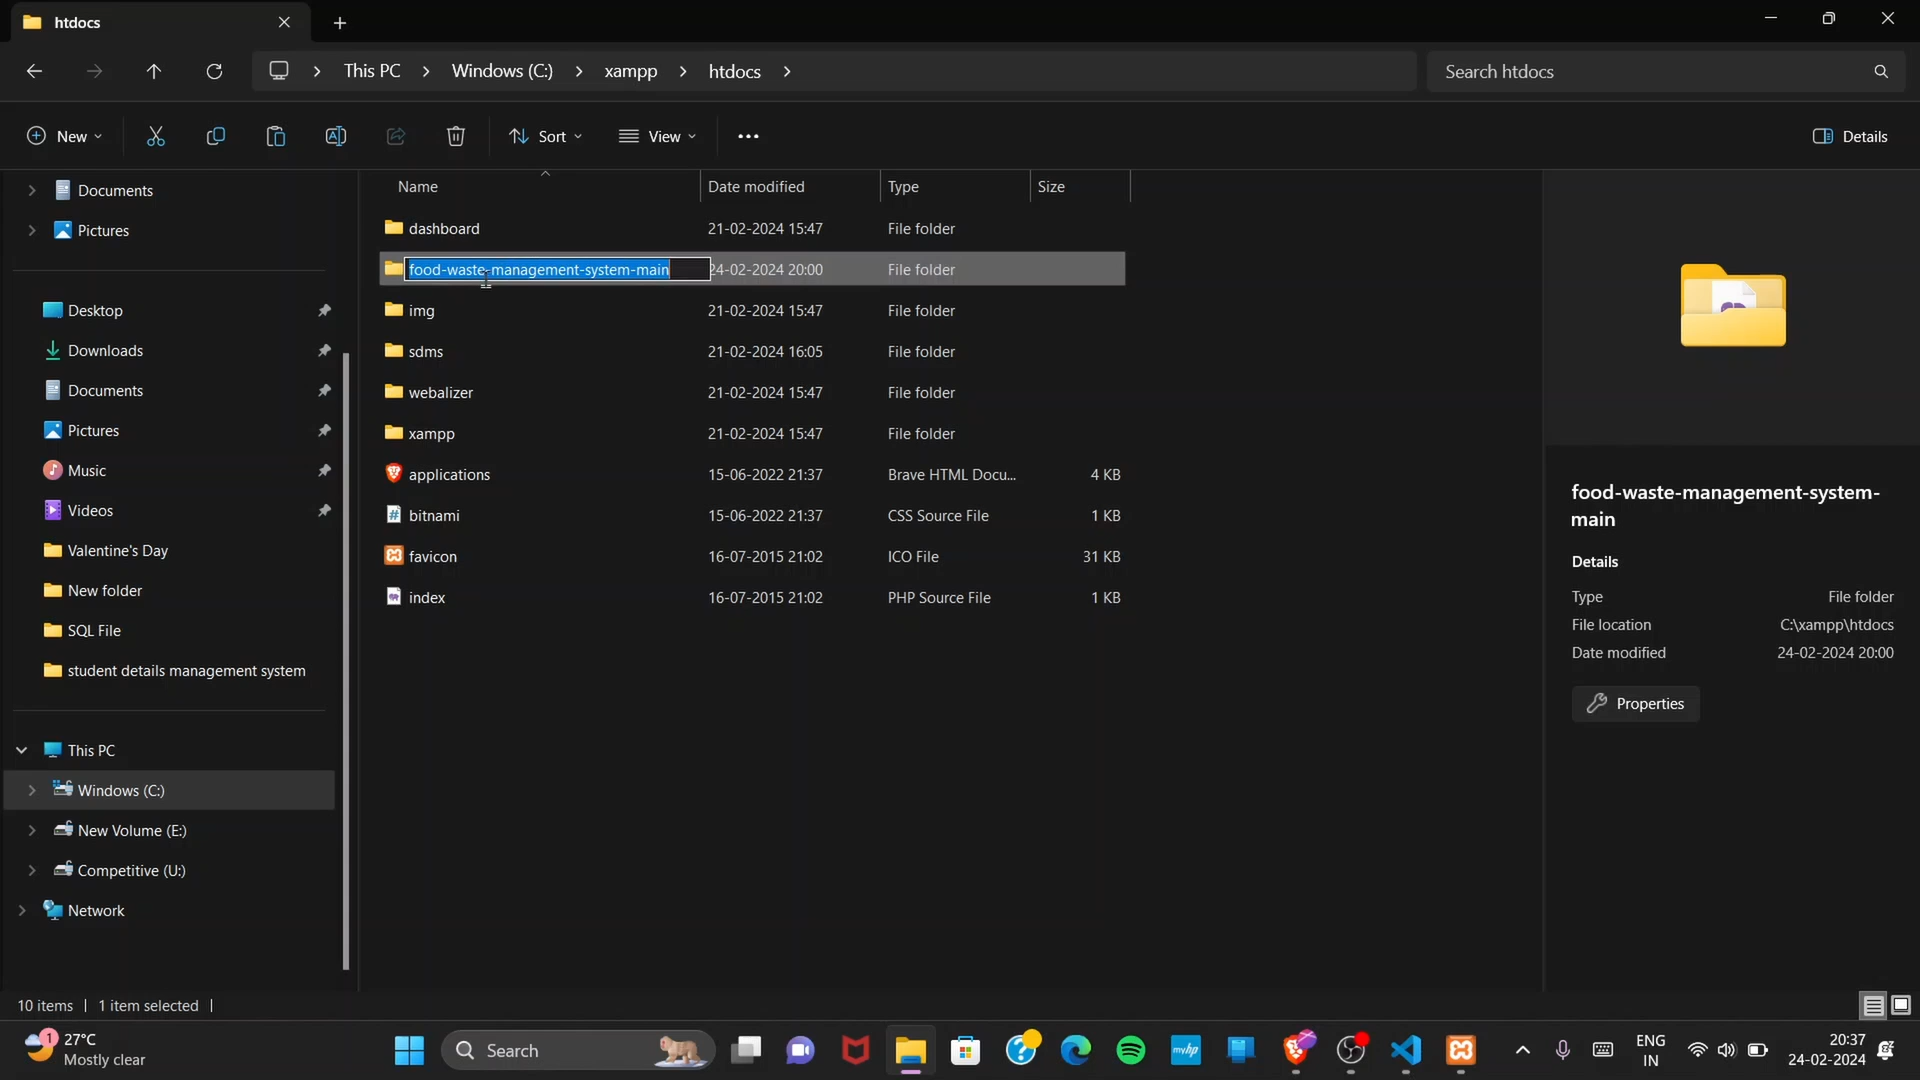 htdocs
This PC
Windows (C:)
xampp
htdocs
Search htdocs
New
Sort
View
Details
Documents
Pictures
Desktop
Downloads
Documents
Pictures
Music
Videos
Valentine's Day
New folder
SQL File
student details management system
This PC
Windows (C:)
New Volume (E:)
Competitive (U:)
Network
Name Date modified Type Size
dashboard 21-02-2024 15:47 File folder
food-waste-management-system-main 24-02-2024 20:00 File folder
img 21-02-2024 15:47 File folder
sdms 21-02-2024 16:05 File folder
webalizer 21-02-2024 15:47 File folder
xampp 21-02-2024 15:47 File folder
applications 15-06-2022 21:37 Brave HTML Docu... 4 KB
bitnami 15-06-2022 21:37 CSS Source File 1 KB
favicon 16-07-2015 21:02 ICO File 31 KB
index 16-07-2015 21:02 PHP Source File 1 KB
food-waste-management-system-
main
Details
Type File folder
File location C:\xampp\htdocs
Date modified 24-02-2024 20:00
Properties
10 items 1 item selected
1
27°C
Mostly clear
Search
myhp
ENG
IN
20:37
24-02-2024